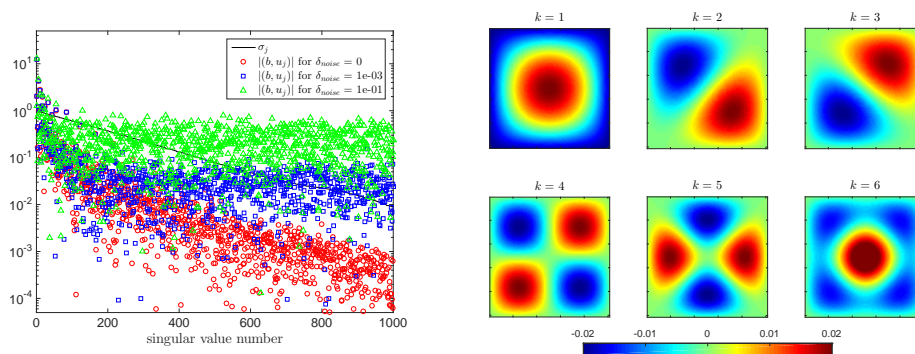 σ_j
|(b, u_j)| for δ_noise = 0
|(b, u_j)| for δ_noise = 1e-03
|(b, u_j)| for δ_noise = 1e-01
10^1
10^0
10^-1
10^-2
10^-3
10^-4
0 200 400 600 800 1000
singular value number
k = 1 k = 2 k = 3
k = 4 k = 5 k = 6
-0.02 -0.01 0 0.01 0.02